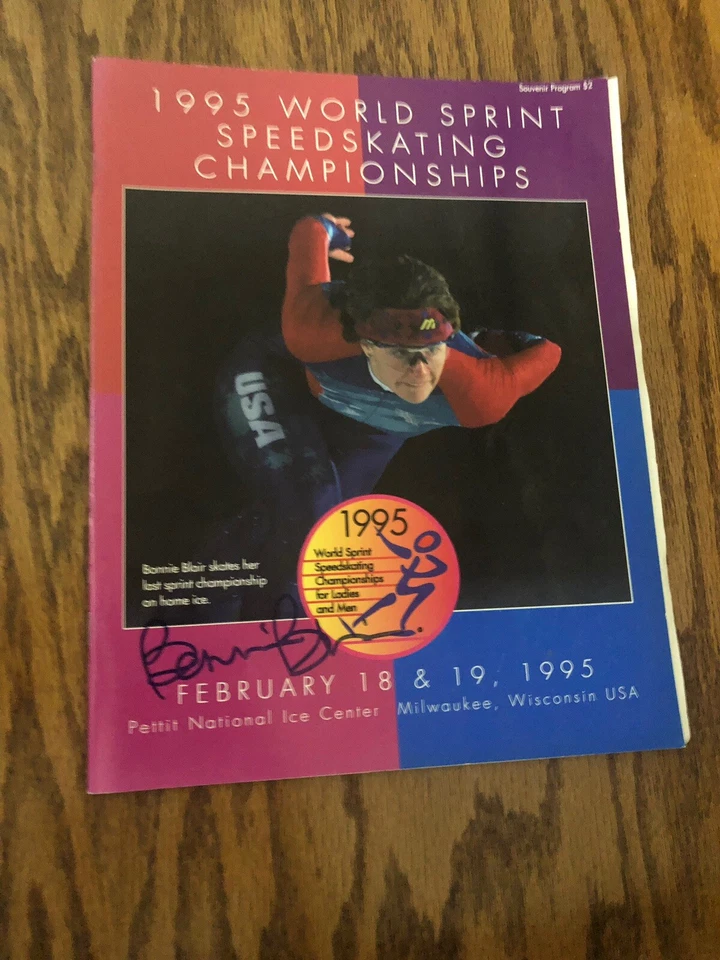 Souvenir Program $2
1995 WORLD SPRINT
SPEEDSKATING
CHAMPIONSHIPS
USA
1995
World Sprint
Speedskating
Championships
for Ladies
and Men
Bonnie Blair skates her
last sprint championship
on home ice.
Bonnie Blair
FEBRUARY 18 & 19, 1995
Pettit National Ice Center Milwaukee, Wisconsin USA